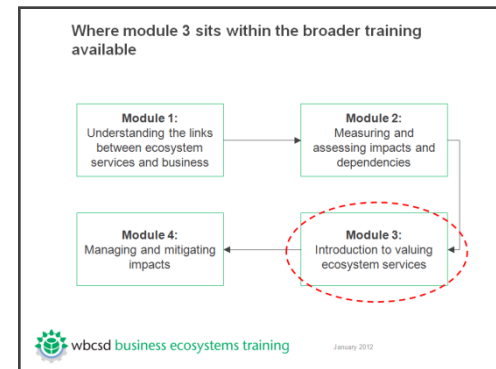 Where module 3 sits within the broader training
available
Module 1:
Understanding the links
between ecosystem
services and business
Module 2:
Measuring and
assessing impacts and
dependencies
Module 4:
Managing and mitigating
impacts
Module 3:
Introduction to valuing
ecosystem services
wbcsd business ecosystems training
January 2012